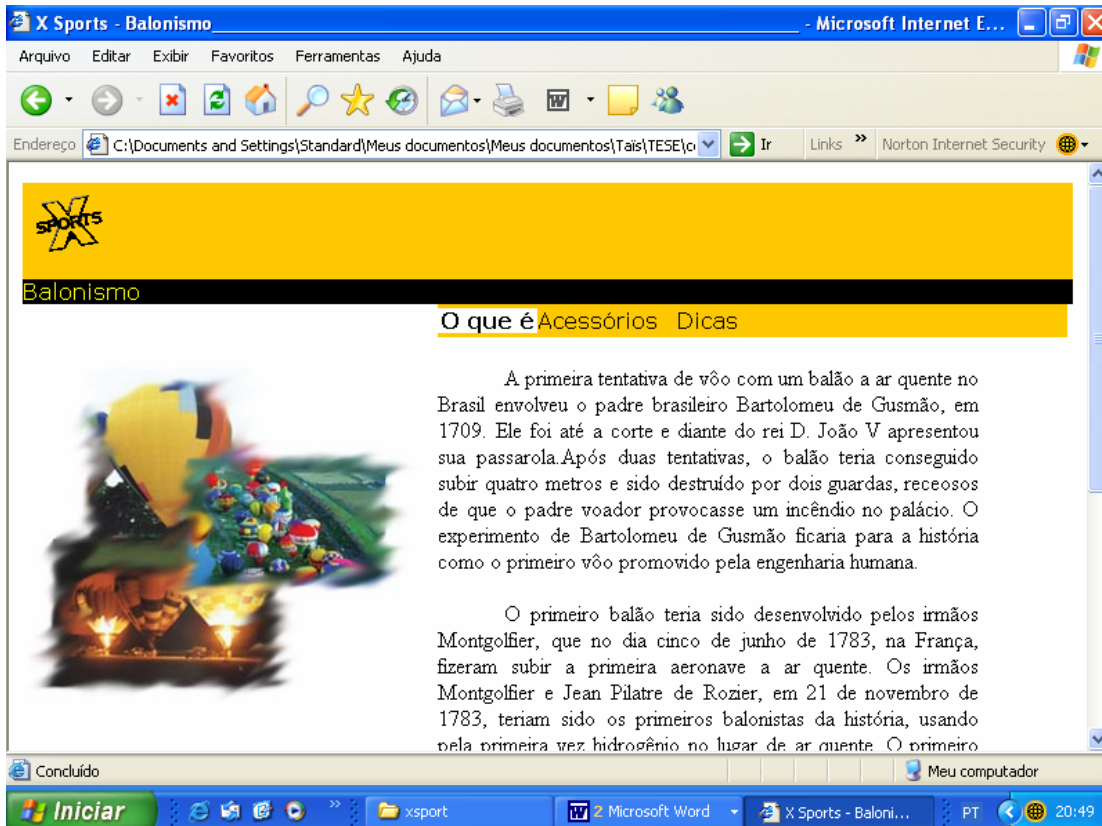 X Sports - Balonismo - Microsoft Internet E...
Arquivo Editar Exibir Favoritos Ferramentas Ajuda
Endereço C:\Documents and Settings\Standard\Meus documentos\Meus documentos\Taïs\TESE\c Ir Links » Norton Internet Security
X SPORTS
Balonismo
O que é Acessórios Dicas
A primeira tentativa de vôo com um balão a ar quente no
Brasil envolveu o padre brasileiro Bartolomeu de Gusmão, em
1709. Ele foi até a corte e diante do rei D. João V apresentou
sua passarola.Após duas tentativas, o balão teria conseguido
subir quatro metros e sido destruído por dois guardas, receosos
de que o padre voador provocasse um incêndio no palácio. O
experimento de Bartolomeu de Gusmão ficaria para a história
como o primeiro vôo promovido pela engenharia humana.
O primeiro balão teria sido desenvolvido pelos irmãos
Montgolfier, que no dia cinco de junho de 1783, na França,
fizeram subir a primeira aeronave a ar quente. Os irmãos
Montgolfier e Jean Pilatre de Rozier, em 21 de novembro de
1783, teriam sido os primeiros balonistas da história, usando
pela primeira vez hidrogênio no lugar de ar quente. O primeiro
Concluído Meu computador
Iniciar » xsport 2 Microsoft Word X Sports - Baloni... PT 20:49